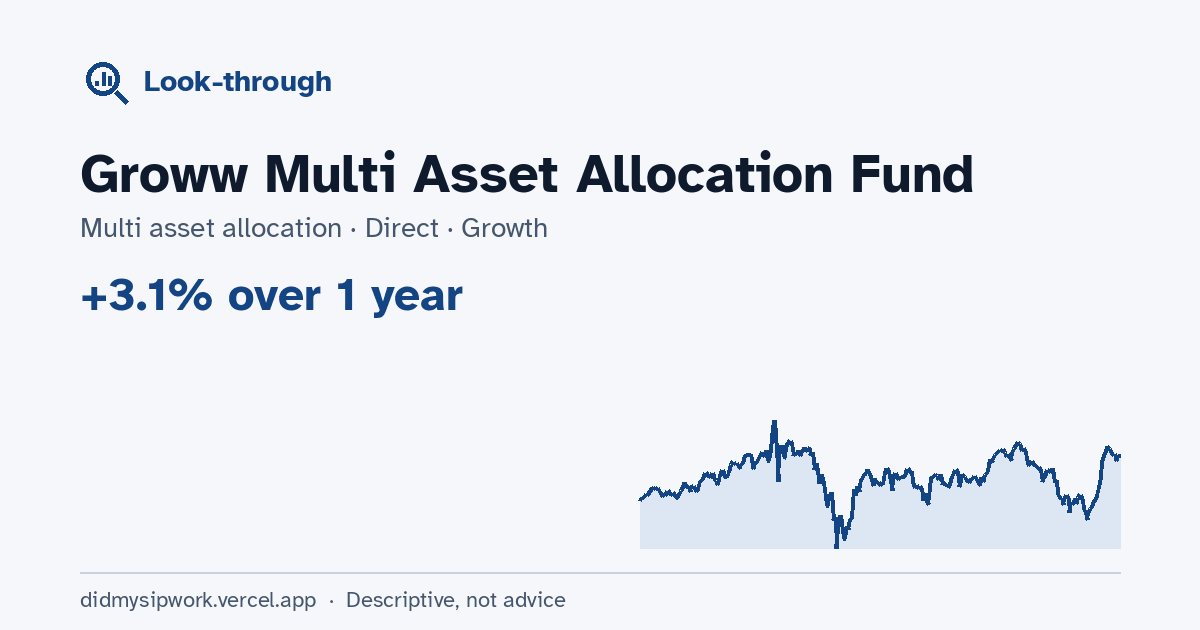 Look-through
Groww Multi Asset Allocation Fund
Multi asset allocation · Direct · Growth
+3.1% over 1 year
didmysipwork.vercel.app · Descriptive, not advice